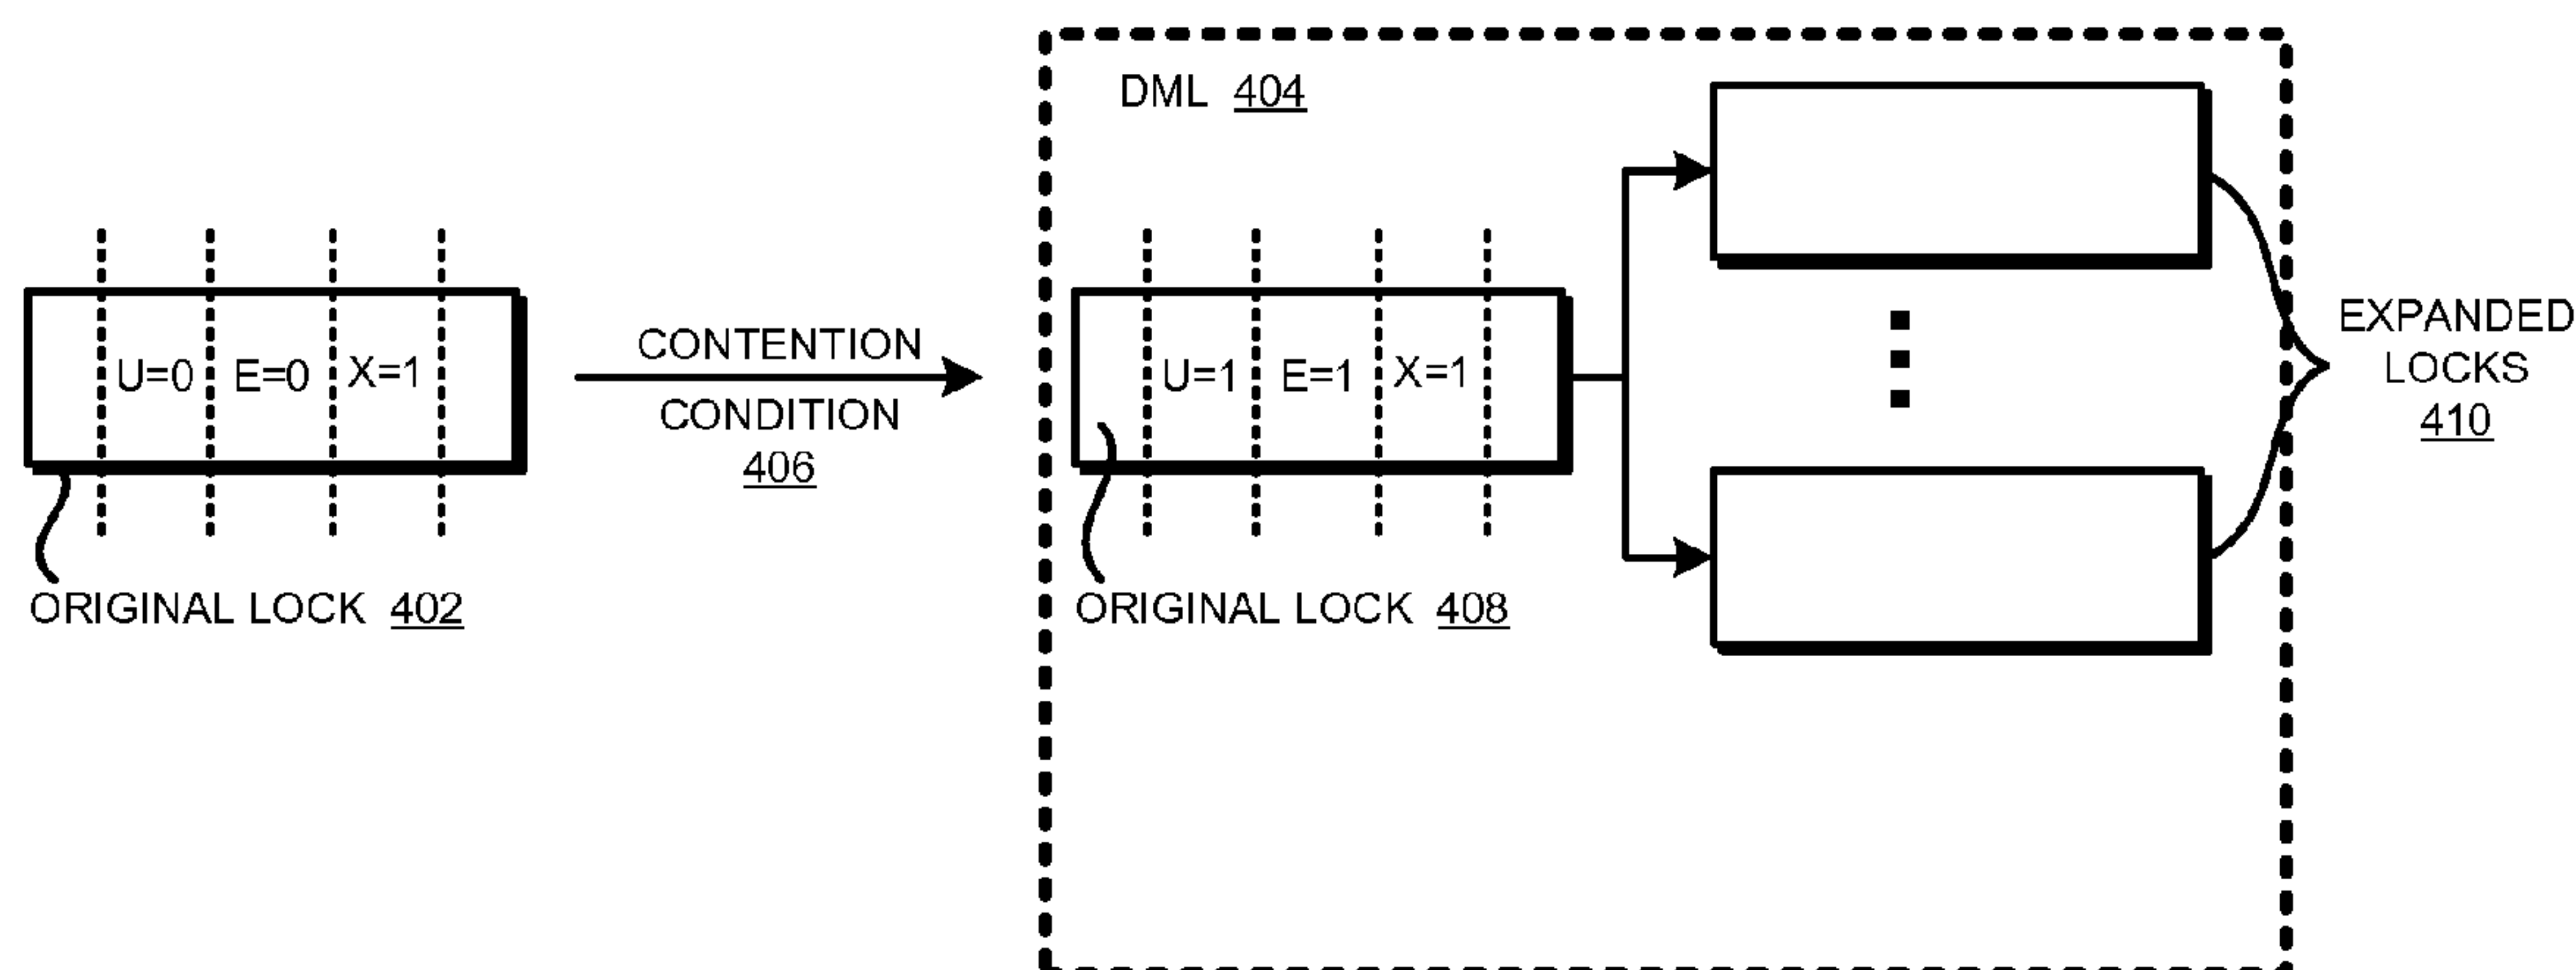 DML 404
U=0 E=0 X=1
CONTENTION
CONDITION
406
U=1 E=1 X=1
EXPANDED
LOCKS
410
ORIGINAL LOCK 402
ORIGINAL LOCK 408